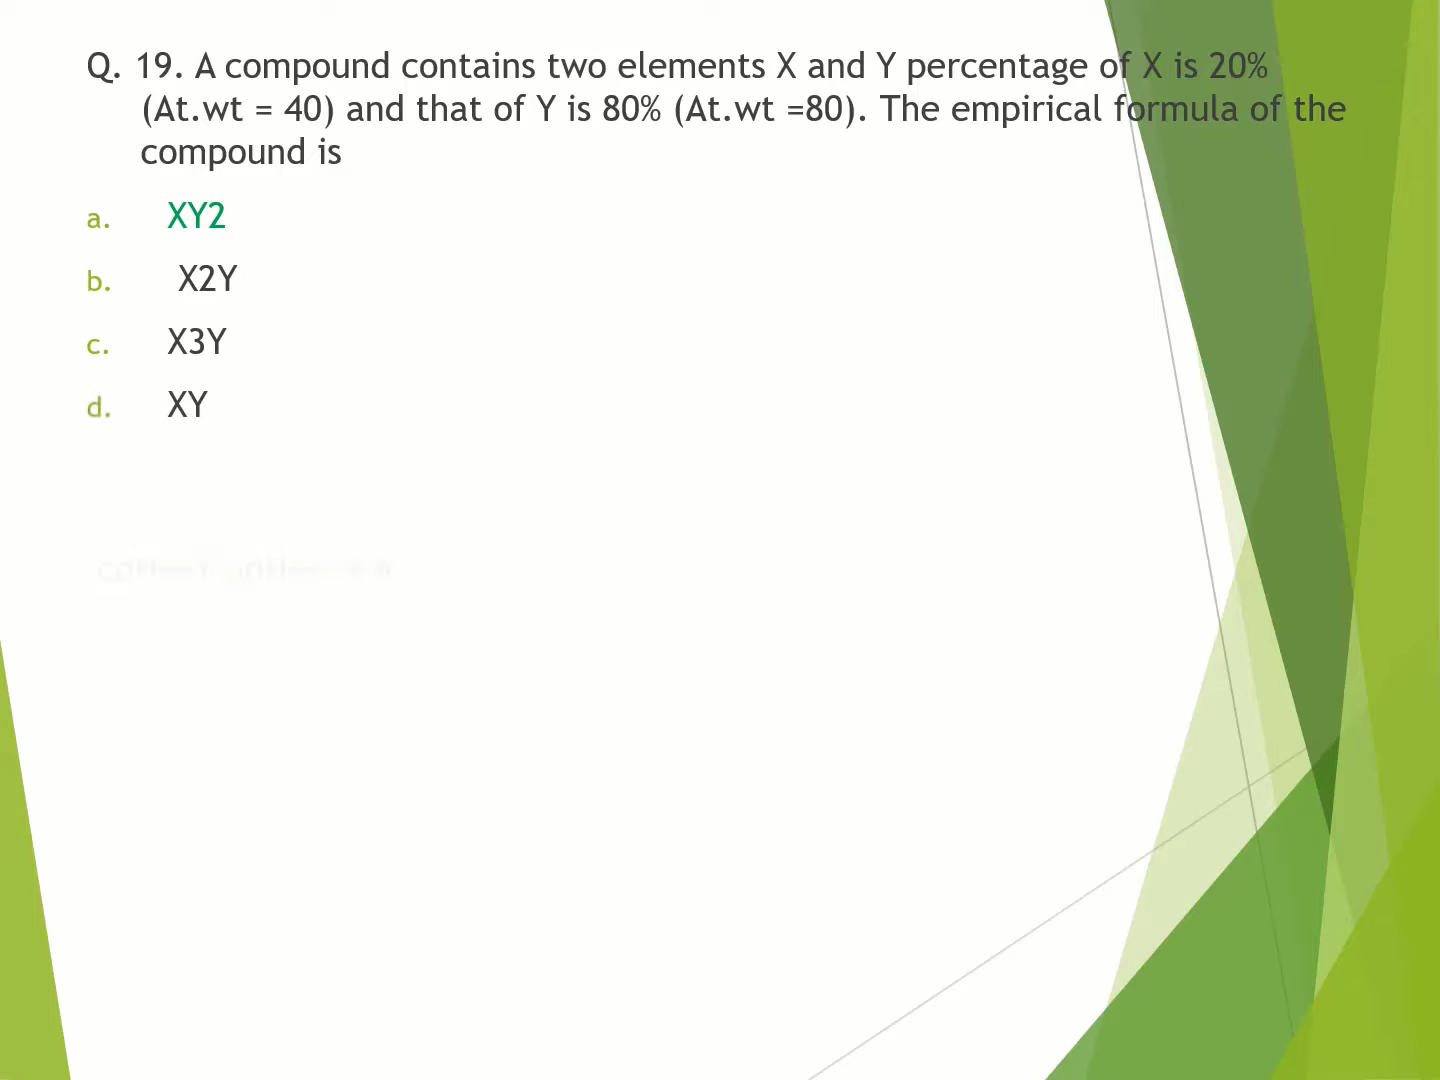 Q. 19. A compound contains two elements X and Y percentage of X is 20%
(At.wt = 40) and that of Y is 80% (At.wt =80). The empirical formula of the
compound is
a. XY2
b. X2Y
c. X3Y
d. XY